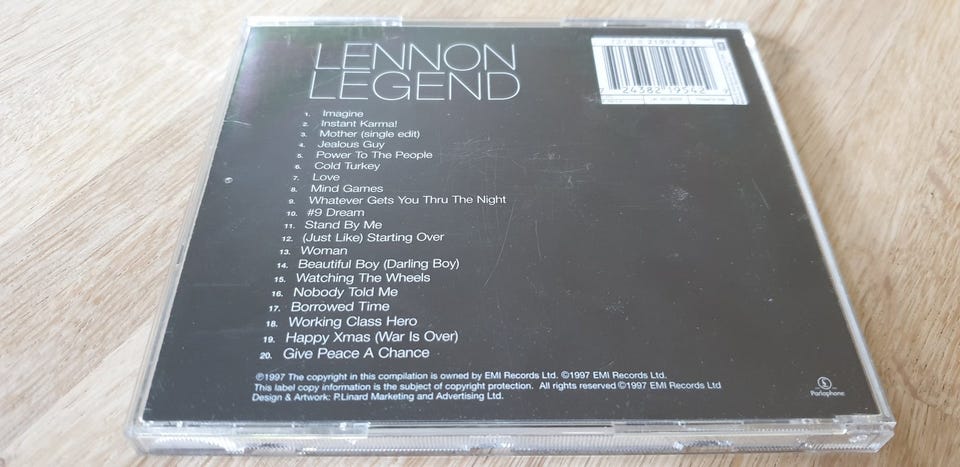 LENNON
LEGEND
7 24382 19542 9
1. Imagine
2. Instant Karma!
3. Mother (single edit)
4. Jealous Guy
5. Power To The People
6. Cold Turkey
7. Love
8. Mind Games
9. Whatever Gets You Thru The Night
10. #9 Dream
11. Stand By Me
12. (Just Like) Starting Over
13. Woman
14. Beautiful Boy (Darling Boy)
15. Watching The Wheels
16. Nobody Told Me
17. Borrowed Time
18. Working Class Hero
19. Happy Xmas (War Is Over)
20. Give Peace A Chance
℗1997 The copyright in this compilation is owned by EMI Records Ltd. ©1997 EMI Records Ltd.
This label copy information is the subject of copyright protection. All rights reserved ©1997 EMI Records Ltd
Design & Artwork: P.Linard Marketing and Advertising Ltd.
Parlophone